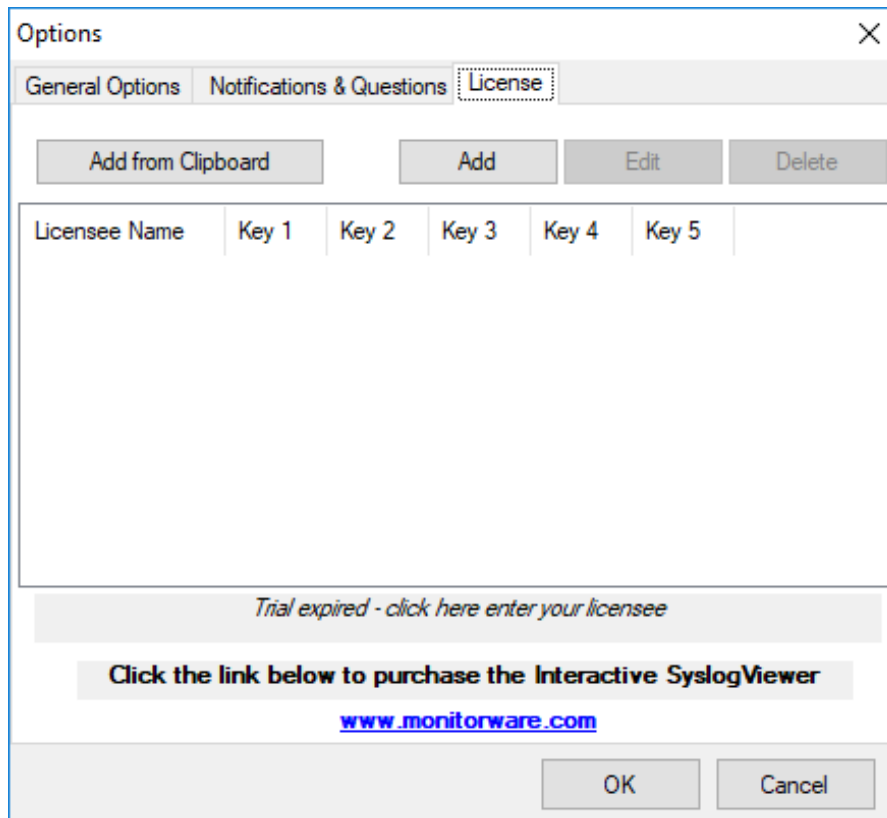 Options
General Options Notifications & Questions License
Add from Clipboard Add Edit Delete
Licensee Name Key 1 Key 2 Key 3 Key 4 Key 5
Trial expired - click here enter your licensee
Click the link below to purchase the Interactive SyslogViewer
www.monitorware.com
OK Cancel